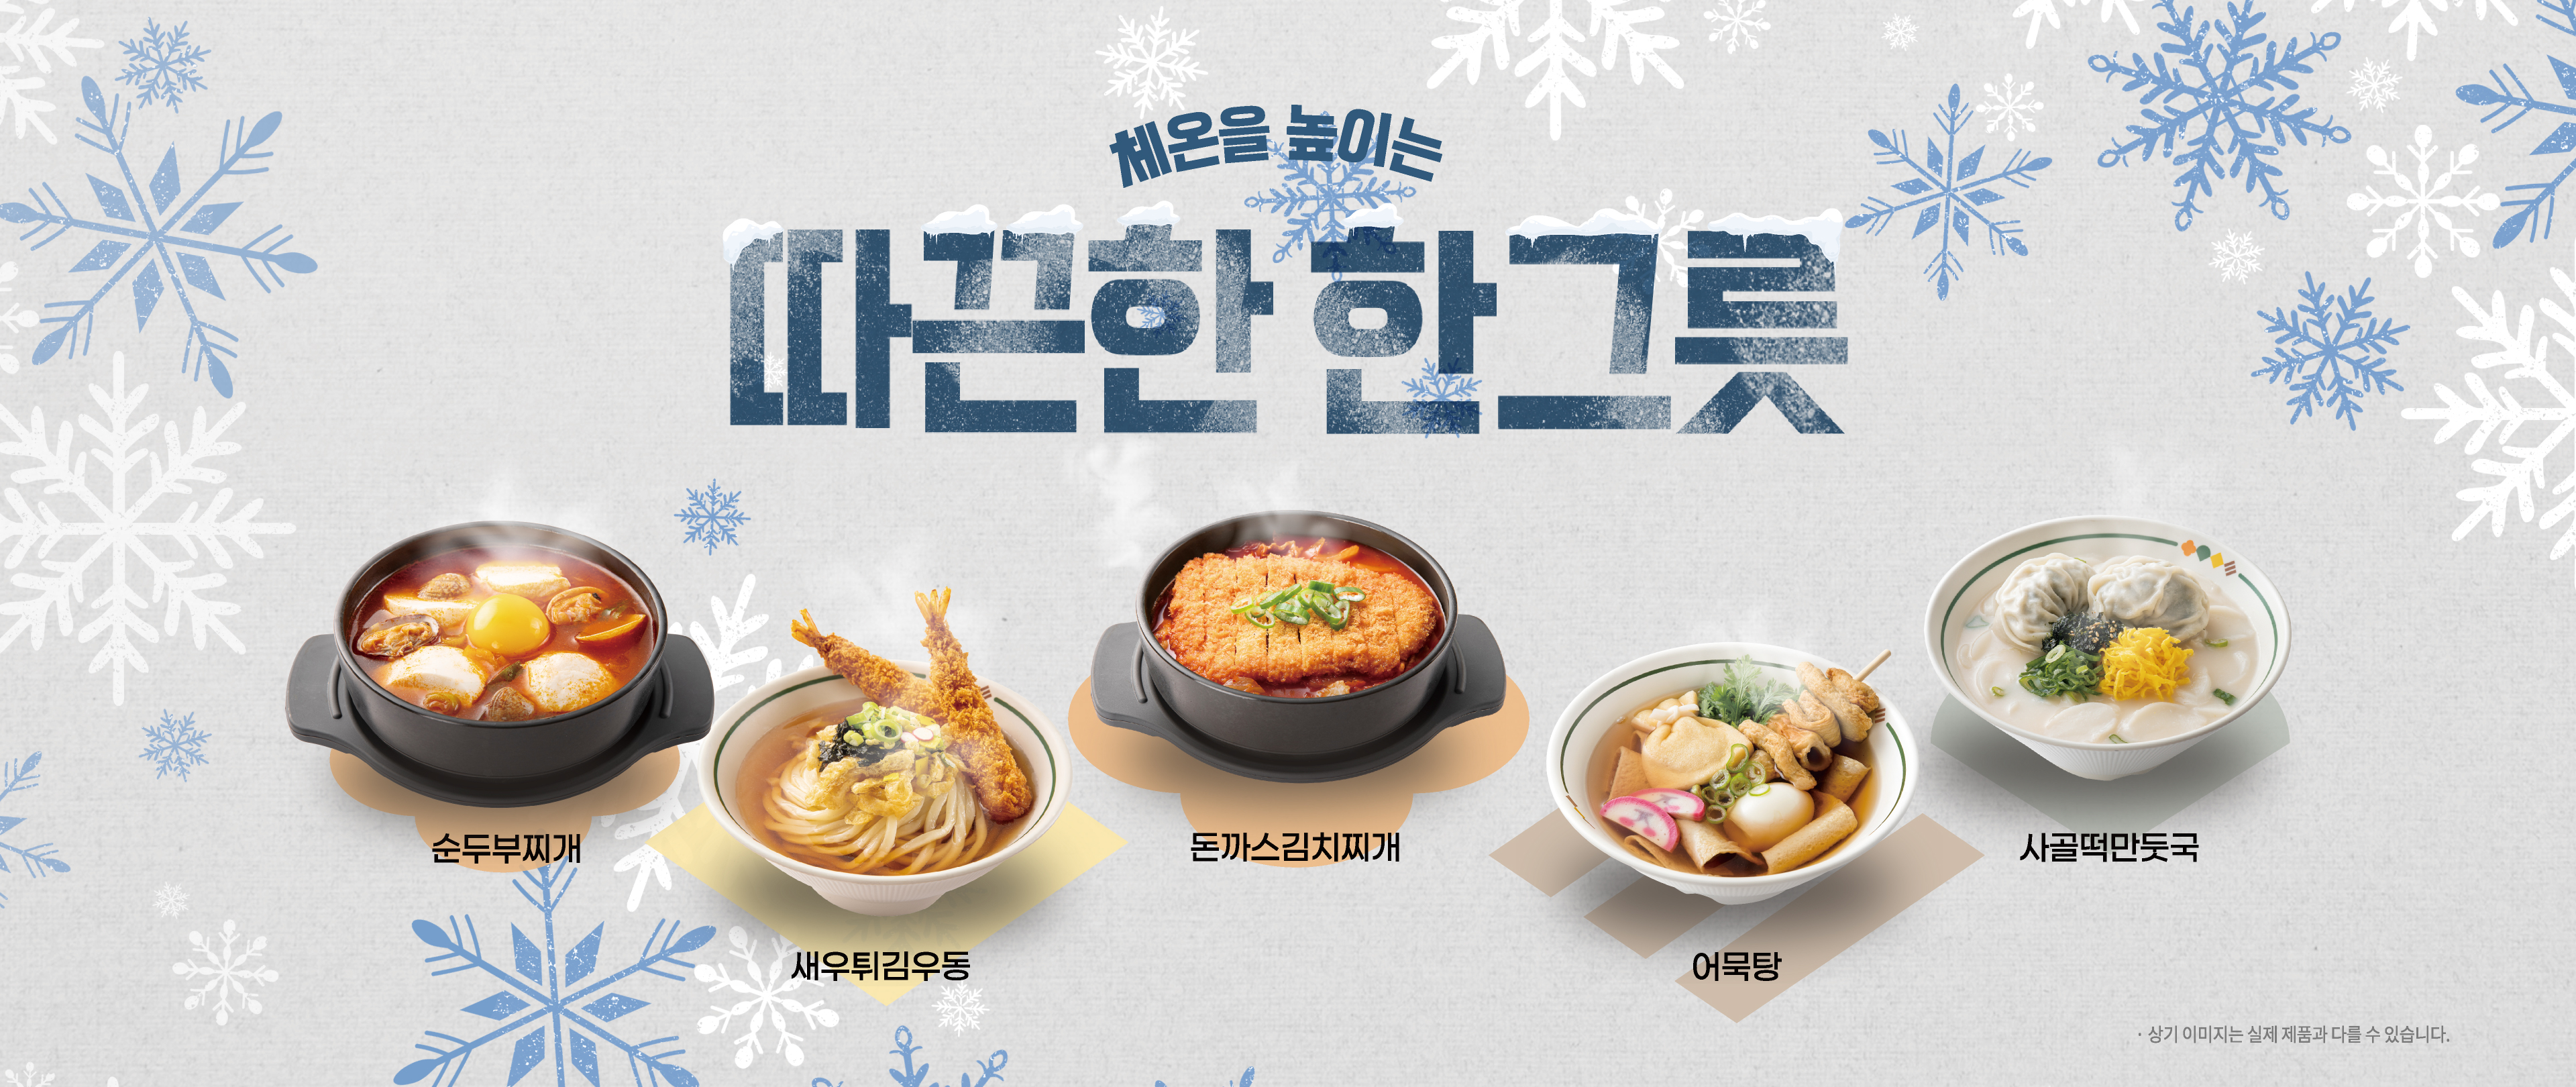 체온을 높이는
따끈한 한그릇
순두부찌개
새우튀김우동
돈까스김치찌개
어묵탕
사골떡만둣국
· 상기 이미지는 실제 제품과 다를 수 있습니다.